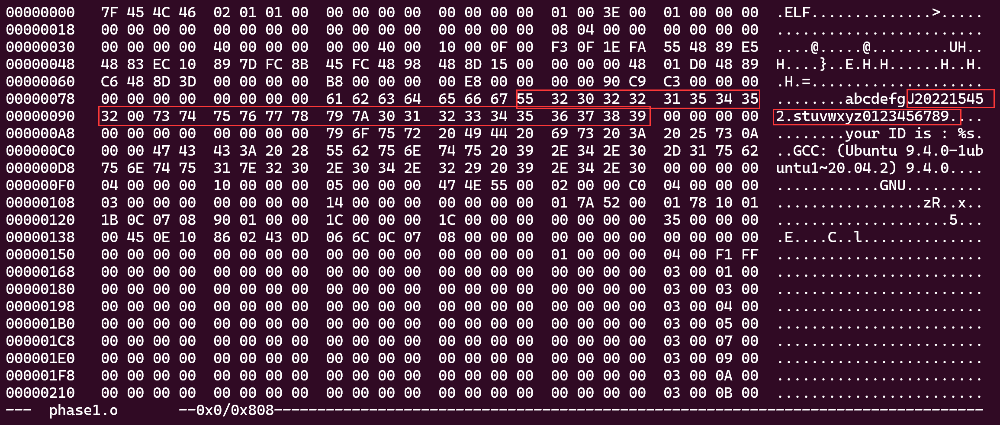 00000000   7F 45 4C 46  02 01 01 00  00 00 00 00  00 00 00 00  01 00 3E 00  01 00 00 00  .ELF..............>.....
00000018   00 00 00 00  00 00 00 00  00 00 00 00  00 00 00 00  08 04 00 00  00 00 00 00  ........................
00000030   00 00 00 00  40 00 00 00  00 00 40 00  10 00 0F 00  F3 0F 1E FA  55 48 89 E5  ....@.....@.........UH..
00000048   48 83 EC 10  89 7D FC 8B  45 FC 48 98  48 8D 15 00  00 00 00 48  01 D0 48 89  H....}..E.H.H......H..H.
00000060   C6 48 8D 3D  00 00 00 00  B8 00 00 00  00 E8 00 00  00 00 90 C9  C3 00 00 00  .H.=....................
00000078   00 00 00 00  00 00 00 00  61 62 63 64  65 66 67 55  32 30 32 32  31 35 34 35  ........abcdefgU20221545
00000090   32 00 73 74  75 76 77 78  79 7A 30 31  32 33 34 35  36 37 38 39  00 00 00 00  2.stuvwxyz0123456789....
000000A8   00 00 00 00  00 00 00 00  79 6F 75 72  20 49 44 20  69 73 20 3A  20 25 73 0A  ........your ID is : %s.
000000C0   00 00 47 43  43 3A 20 28  55 62 75 6E  74 75 20 39  2E 34 2E 30  2D 31 75 62  ..GCC: (Ubuntu 9.4.0-1ub
000000D8   75 6E 74 75  31 7E 32 30  2E 30 34 2E  32 29 20 39  2E 34 2E 30  00 00 00 00  untu1~20.04.2) 9.4.0....
000000F0   04 00 00 00  10 00 00 00  05 00 00 00  47 4E 55 00  02 00 00 C0  04 00 00 00  ............GNU.........
00000108   03 00 00 00  00 00 00 00  14 00 00 00  00 00 00 00  01 7A 52 00  01 78 10 01  .................zR..x..
00000120   1B 0C 07 08  90 01 00 00  1C 00 00 00  1C 00 00 00  00 00 00 00  35 00 00 00  ....................5...
00000138   00 45 0E 10  86 02 43 0D  06 6C 0C 07  08 00 00 00  00 00 00 00  00 00 00 00  .E....C..l..............
00000150   00 00 00 00  00 00 00 00  00 00 00 00  00 00 00 00  01 00 00 00  04 00 F1 FF  ........................
00000168   00 00 00 00  00 00 00 00  00 00 00 00  00 00 00 00  00 00 00 00  03 00 01 00  ........................
00000180   00 00 00 00  00 00 00 00  00 00 00 00  00 00 00 00  00 00 00 00  03 00 03 00  ........................
00000198   00 00 00 00  00 00 00 00  00 00 00 00  00 00 00 00  00 00 00 00  03 00 04 00  ........................
000001B0   00 00 00 00  00 00 00 00  00 00 00 00  00 00 00 00  00 00 00 00  03 00 05 00  ........................
000001C8   00 00 00 00  00 00 00 00  00 00 00 00  00 00 00 00  00 00 00 00  03 00 07 00  ........................
000001E0   00 00 00 00  00 00 00 00  00 00 00 00  00 00 00 00  00 00 00 00  03 00 09 00  ........................
000001F8   00 00 00 00  00 00 00 00  00 00 00 00  00 00 00 00  00 00 00 00  03 00 0A 00  ........................
00000210   00 00 00 00  00 00 00 00  00 00 00 00  00 00 00 00  00 00 00 00  03 00 0B 00  ........................
---  phase1.o       --0x0/0x808----------------------------------------------------------------------------------